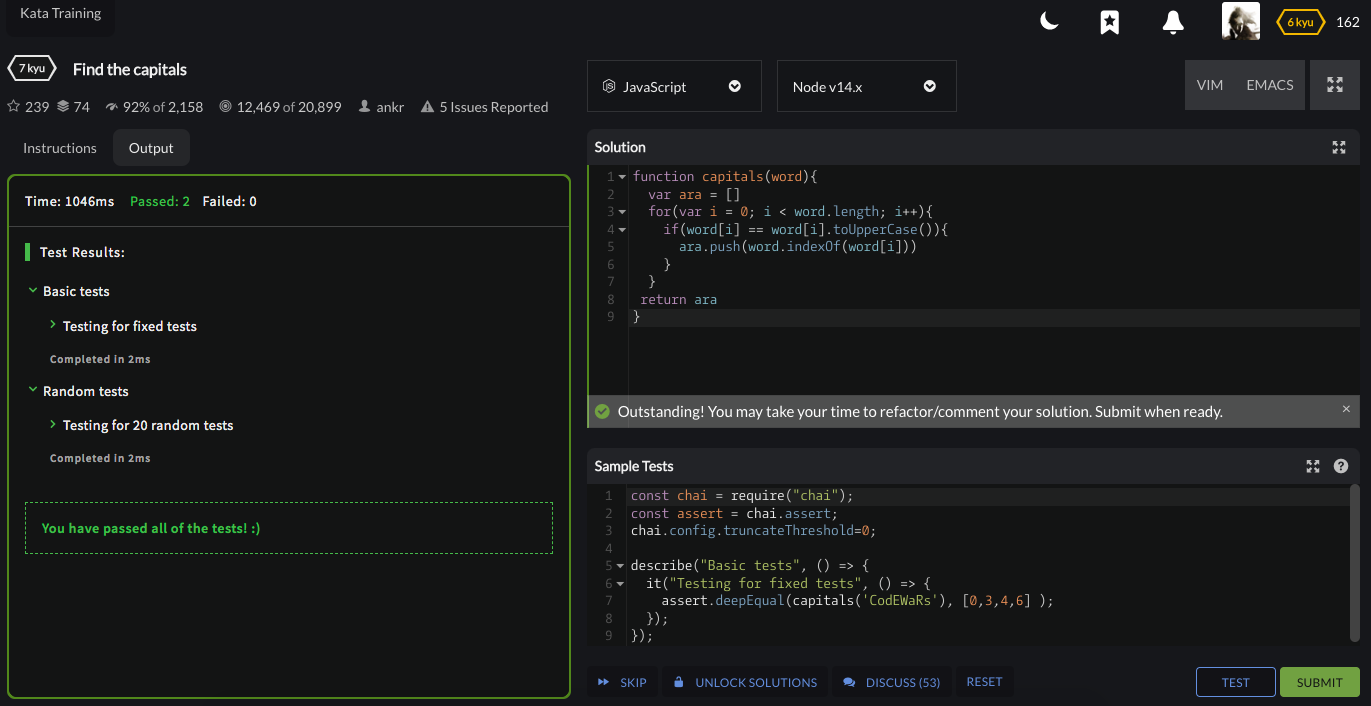 Kata Training
6 kyu
162
7 kyu
Find the capitals
239 74 92% of 2,158 12,469 of 20,899 ankr 5 Issues Reported
Instructions
Output
Time: 1046ms Passed: 2 Failed: 0
Test Results:
Basic tests
Testing for fixed tests
Completed in 2ms
Random tests
Testing for 20 random tests
Completed in 2ms
You have passed all of the tests! :)
JavaScript
Node v14.x
VIM
EMACS
Solution
1 function capitals(word){
2   var ara = []
3   for(var i = 0; i < word.length; i++){
4     if(word[i] == word[i].toUpperCase()){
5       ara.push(word.indexOf(word[i]))
6     }
7   }
8  return ara
9 }
Outstanding! You may take your time to refactor/comment your solution. Submit when ready.
Sample Tests
1 const chai = require("chai");
2 const assert = chai.assert;
3 chai.config.truncateThreshold=0;
4
5 describe("Basic tests", () => {
6   it("Testing for fixed tests", () => {
7     assert.deepEqual(capitals('CodEWaRs'), [0,3,4,6] );
8   });
9 });
SKIP
UNLOCK SOLUTIONS
DISCUSS (53)
RESET
TEST
SUBMIT